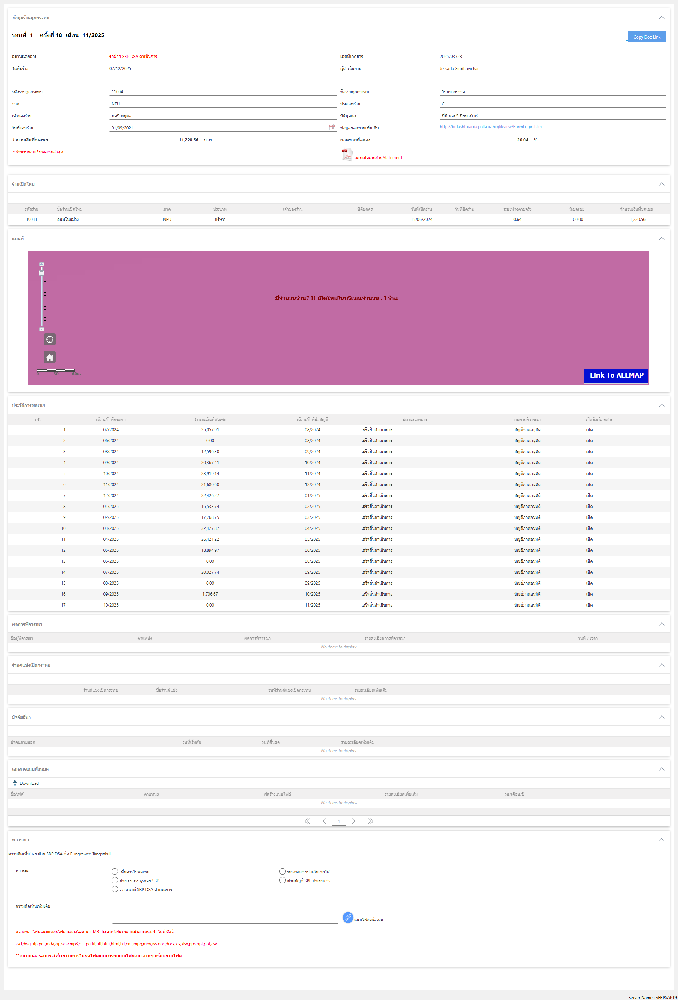 ข้อมูลร้านถูกกระทบ
รอบที่ 1 ครั้งที่ 18 เดือน 11/2025
Copy Doc Link
สถานะเอกสาร รอฝ่าย SBP DSA ดำเนินการ เลขที่เอกสาร 2025/03723
วันที่สร้าง 07/12/2025 ผู้ดำเนินการ Jessada Sindhavichai
รหัสร้านถูกกระทบ 11004 ชื่อร้านถูกกระทบ โนนม่วงปาร์ค
ภาค NEU ประเภทร้าน C
เจ้าของร้าน พจนี ทนุผล นิติบุคคล บีพี คอนวีเนี่ยน สโตร์
วันที่โอนร้าน 01/09/2021 ข้อมูลยอดขายเพิ่มเติม http://bidashboard.cpall.co.th/qlikview/FormLogin.htm
จำนวนเงินที่ชดเชย 11,220.56 บาท ยอดขายที่ลดลง -20.04 %
* จำนวนยอดเงินชดเชยล่าสุด คลิกเปิดเอกสาร Statement
ร้านเปิดใหม่
รหัสร้าน ชื่อร้านเปิดใหม่ ภาค ประเภท เจ้าของร้าน นิติบุคคล วันที่เปิดร้าน วันที่ปิดร้าน ระยะห่างตามจริง %ชดเชย จำนวนเงินที่ชดเชย
19011 ถนนโนนม่วง NEU บริษัท 15/06/2024 0.64 100.00 11,220.56
แผนที่
มีจำนวนร้าน7-11 เปิดใหม่ในบริเวณจำนวน : 1 ร้าน
0 30 60ม.
Link To ALLMAP
ประวัติการชดเชย
ครั้ง เดือน/ปี ที่กระทบ จำนวนเงินที่ชดเชย เดือน/ปี ที่ส่งบัญชี สถานะเอกสาร ผลการพิจารณา เปิดลิงค์เอกสาร
1 07/2024 25,057.91 08/2024 เสร็จสิ้นดำเนินการ บัญชีภาคอนุมัติ เปิด
2 06/2024 0.00 08/2024 เสร็จสิ้นดำเนินการ บัญชีภาคอนุมัติ เปิด
3 08/2024 12,596.30 09/2024 เสร็จสิ้นดำเนินการ บัญชีภาคอนุมัติ เปิด
4 09/2024 20,367.41 10/2024 เสร็จสิ้นดำเนินการ บัญชีภาคอนุมัติ เปิด
5 10/2024 23,919.14 11/2024 เสร็จสิ้นดำเนินการ บัญชีภาคอนุมัติ เปิด
6 11/2024 21,680.60 12/2024 เสร็จสิ้นดำเนินการ บัญชีภาคอนุมัติ เปิด
7 12/2024 22,426.27 01/2025 เสร็จสิ้นดำเนินการ บัญชีภาคอนุมัติ เปิด
8 01/2025 15,533.74 02/2025 เสร็จสิ้นดำเนินการ บัญชีภาคอนุมัติ เปิด
9 02/2025 17,768.75 03/2025 เสร็จสิ้นดำเนินการ บัญชีภาคอนุมัติ เปิด
10 03/2025 32,427.87 04/2025 เสร็จสิ้นดำเนินการ บัญชีภาคอนุมัติ เปิด
11 04/2025 26,421.22 05/2025 เสร็จสิ้นดำเนินการ บัญชีภาคอนุมัติ เปิด
12 05/2025 18,894.97 06/2025 เสร็จสิ้นดำเนินการ บัญชีภาคอนุมัติ เปิด
13 06/2025 0.00 08/2025 เสร็จสิ้นดำเนินการ บัญชีภาคอนุมัติ เปิด
14 07/2025 20,027.74 09/2025 เสร็จสิ้นดำเนินการ บัญชีภาคอนุมัติ เปิด
15 08/2025 0.00 09/2025 เสร็จสิ้นดำเนินการ บัญชีภาคอนุมัติ เปิด
16 09/2025 1,706.67 10/2025 เสร็จสิ้นดำเนินการ บัญชีภาคอนุมัติ เปิด
17 10/2025 0.00 11/2025 เสร็จสิ้นดำเนินการ บัญชีภาคอนุมัติ เปิด
ผลการพิจารณา
ชื่อผู้พิจารณา ตำแหน่ง ผลการพิจารณา รายละเอียดการพิจารณา วันที่ / เวลา
No items to display.
ร้านคู่แข่งเปิดกระทบ
ร้านคู่แข่งเปิดกระทบ ชื่อร้านคู่แข่ง วันที่ร้านคู่แข่งเปิดกระทบ รายละเอียดเพิ่มเติม
No items to display.
ปัจจัยอื่นๆ
ปัจจัยภายนอก วันที่เริ่มต้น วันที่สิ้นสุด รายละเอียดเพิ่มเติม
No items to display.
เอกสารแนบทั้งหมด
Download
ชื่อไฟล์ ตำแหน่ง ผู้สร้างแนบไฟล์ รายละเอียดเพิ่มเติม วัน/เดือน/ปี
No items to display.
1
พิจารณา
ความคิดเห็นโดย ฝ่าย SBP DSA ชื่อ Rungrawee Tangsakul
พิจารณา เห็นควรไม่ชดเชย หยุดชดเชยประกันรายได้
ฝ่ายส่งเสริมธุรกิจฯ SBP ฝ่ายบัญชี SBP ดำเนินการ
เจ้าหน้าที่ SBP DSA ดำเนินการ
ความคิดเห็นเพิ่มเติม
แนบไฟล์เพิ่มเติม
ขนาดของไฟล์แนบแต่ละไฟล์จะต้องไม่เกิน 5 MB ประเภทไฟล์ที่ระบบสามารถรองรับได้มี ดังนี้
vsd,dwg,afp,pdf,mda,zip,wav,mp3,gif,jpg,tif,tiff,htm,html,txt,xml,mpg,mov,ivs,doc,docx,xls,xlsx,pps,ppt,pot,csv
**หมายเหตุ ระบบจะใช้เวลาในการโหลดไฟล์แนบ กรณีแนบไฟล์ขนาดใหญ่หรือหลายไฟล์
Server Name : SEBPSAP19